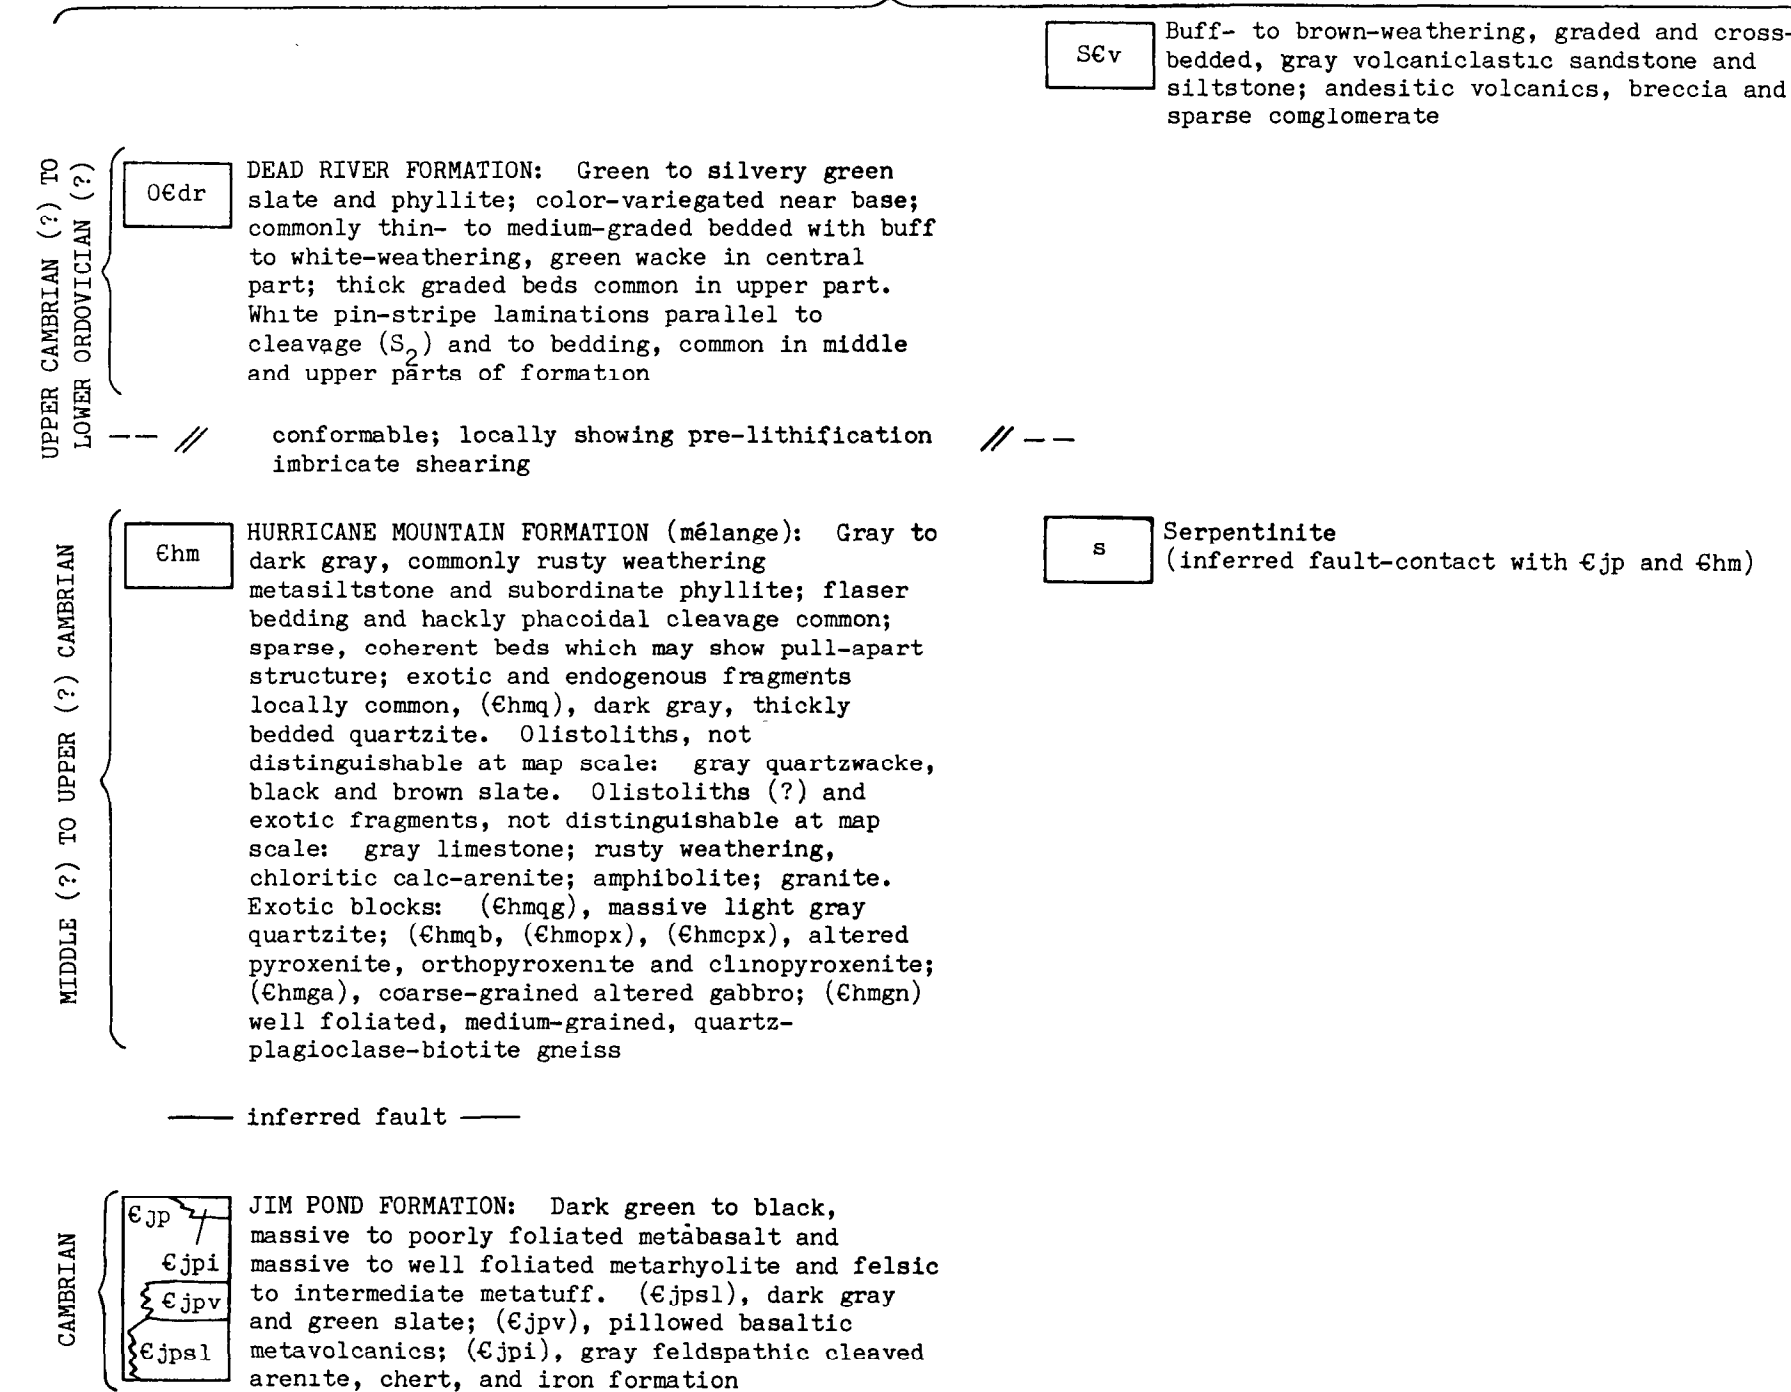 S€v
Buff- to brown-weathering, graded and cross-
bedded, gray volcaniclastic sandstone and
siltstone; andesitic volcanics, breccia and
sparse comglomerate
UPPER CAMBRIAN (?) TO
LOWER ORDOVICIAN (?)
O€dr
DEAD RIVER FORMATION: Green to silvery green
slate and phyllite; color-variegated near base;
commonly thin- to medium-graded bedded with buff
to white-weathering, green wacke in central
part; thick graded beds common in upper part.
White pin-stripe laminations parallel to
cleavage (S2) and to bedding, common in middle
and upper parts of formation
-- // conformable; locally showing pre-lithification // --
imbricate shearing
MIDDLE (?) TO UPPER (?) CAMBRIAN
€hm
HURRICANE MOUNTAIN FORMATION (mélange): Gray to
dark gray, commonly rusty weathering
metasiltstone and subordinate phyllite; flaser
bedding and hackly phacoidal cleavage common;
sparse, coherent beds which may show pull-apart
structure; exotic and endogenous fragments
locally common, (€hmq), dark gray, thickly
bedded quartzite. Olistoliths, not
distinguishable at map scale: gray quartzwacke,
black and brown slate. Olistoliths (?) and
exotic fragments, not distinguishable at map
scale: gray limestone; rusty weathering,
chloritic calc-arenite; amphibolite; granite.
Exotic blocks: (€hmqg), massive light gray
quartzite; (€hmqb, (€hmopx), (€hmcpx), altered
pyroxenite, orthopyroxenite and clinopyroxenite;
(€hmga), coarse-grained altered gabbro; (€hmgn)
well foliated, medium-grained, quartz-
plagioclase-biotite gneiss
s
Serpentinite
(inferred fault-contact with €jp and €hm)
—— inferred fault ——
CAMBRIAN
€jp
€jpi
€jpv
€jpsl
JIM POND FORMATION: Dark green to black,
massive to poorly foliated metabasalt and
massive to well foliated metarhyolite and felsic
to intermediate metatuff. (€jpsl), dark gray
and green slate; (€jpv), pillowed basaltic
metavolcanics; (€jpi), gray feldspathic cleaved
arenite, chert, and iron formation